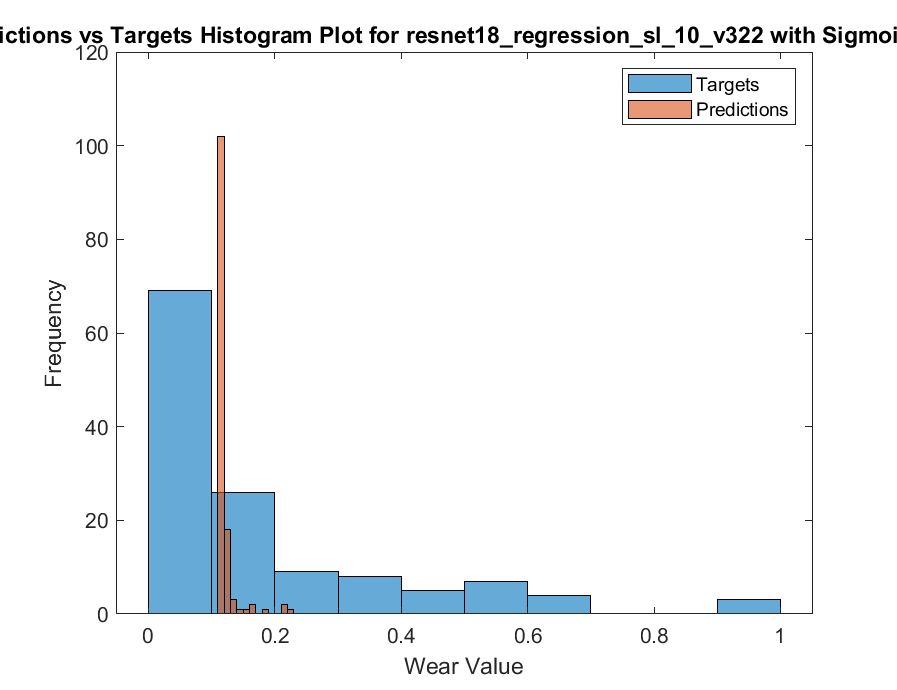 ictions vs Targets Histogram Plot for resnet18_regression_sl_10_v322 with Sigmoi
120
100
80
60
40
20
0
Frequency
Targets
Predictions
0 0.2 0.4 0.6 0.8 1
Wear Value